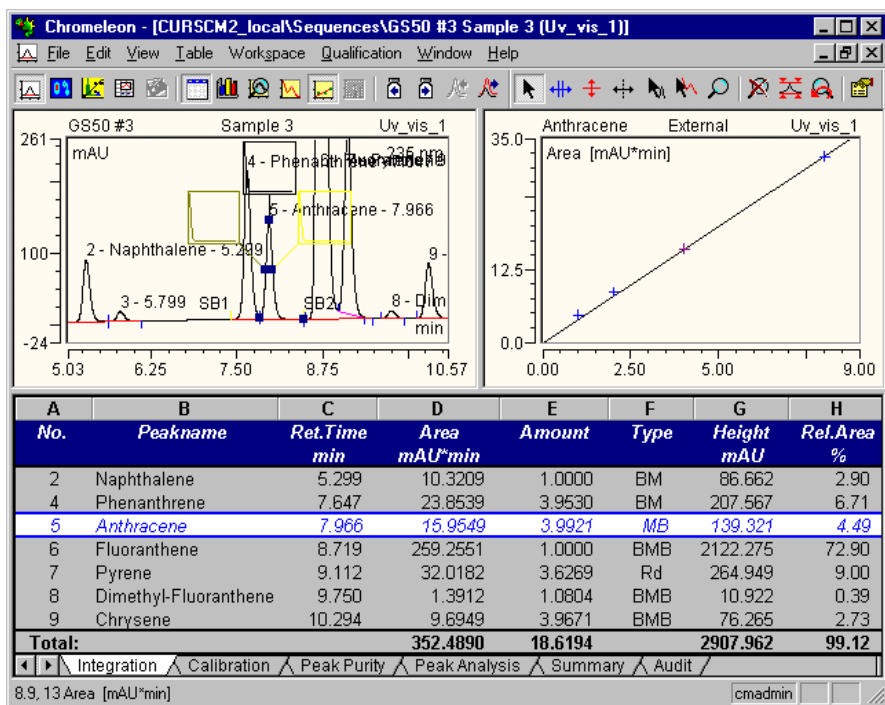 Chromeleon - [CURSCM2_local\Sequences\GS50 #3 Sample 3 (Uv_vis_1)]
File Edit View Table Workspace Qualification Window Help
GS50 #3 Sample 3 Uv_vis_1
261
mAU
235 nm
4 - Phenanthrene
5 - Anthracene - 7.966
100
2 - Naphthalene - 5.299
9 -
3 - 5.799 SB1 SB2 8 - Dim
min
-24
5.03 6.25 7.50 8.75 10.57
Anthracene External Uv_vis_1
35.0
Area [mAU*min]
12.5
0.0
0.00 2.50 5.00 9.00
A B C D E F G H
No. Peakname Ret.Time Area Amount Type Height Rel.Area
min mAU*min mAU %
2 Naphthalene 5.299 10.3209 1.0000 BM 86.662 2.90
4 Phenanthrene 7.647 23.8539 3.9530 BM 207.567 6.71
5 Anthracene 7.966 15.9549 3.9921 MB 139.321 4.49
6 Fluoranthene 8.719 259.2551 1.0000 BMB 2122.275 72.90
7 Pyrene 9.112 32.0182 3.6269 Rd 264.949 9.00
8 Dimethyl-Fluoranthene 9.750 1.3912 1.0804 BMB 10.922 0.39
9 Chrysene 10.294 9.6949 3.9671 BMB 76.265 2.73
Total: 352.4890 18.6194 2907.962 99.12
Integration Calibration Peak Purity Peak Analysis Summary Audit
8.9, 13 Area [mAU*min] cmadmin